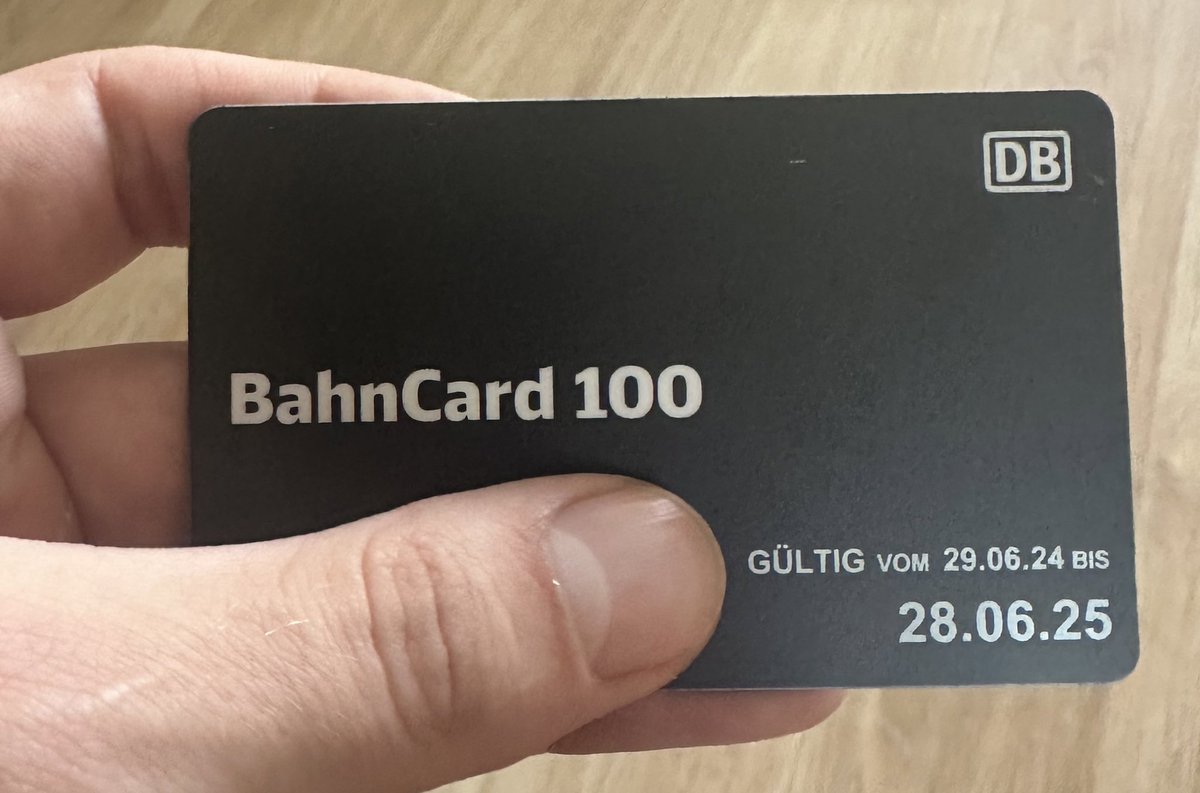 DB
BahnCard 100
GÜLTIG VOM 29.06.24 BIS
28.06.25